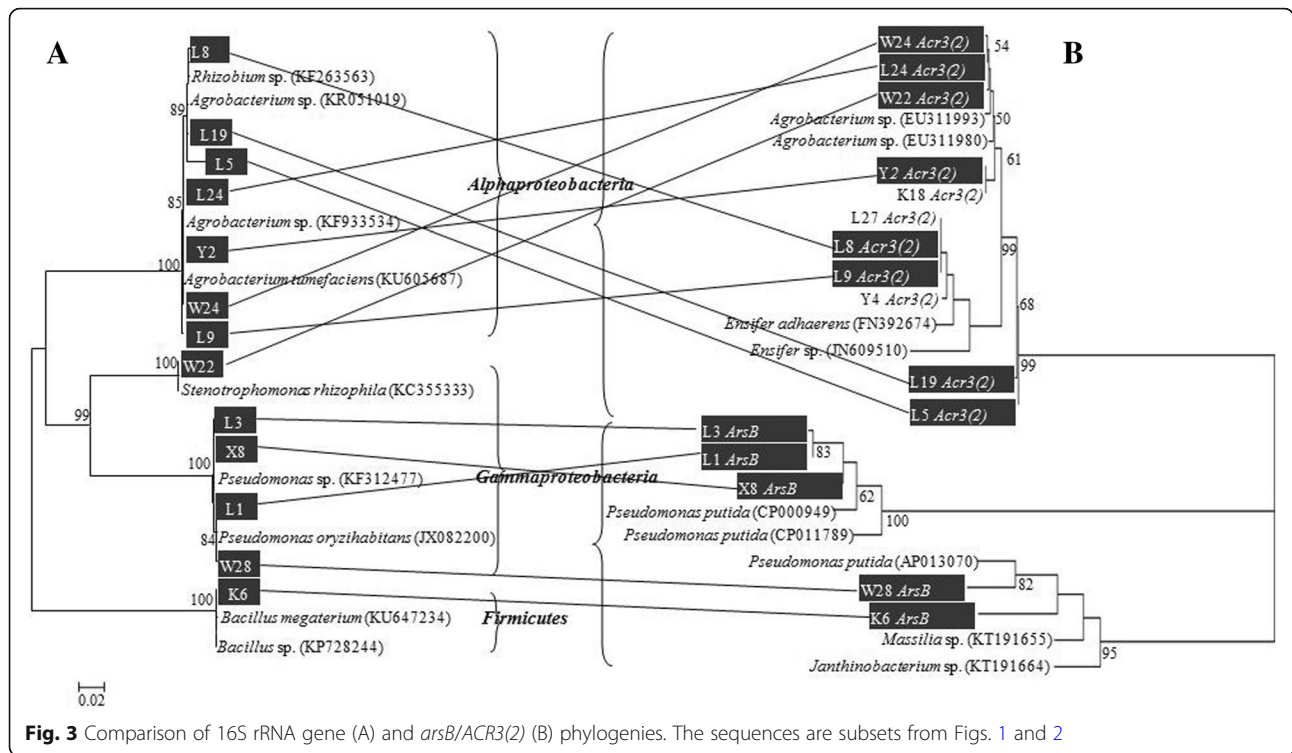 A
L8
Rhizobium sp. (KF263563)
Agrobacterium sp. (KR051019)
89
L19
L5
L24
85
Agrobacterium sp. (KF933534)
Y2
100
Agrobacterium tumefaciens (KU605687)
W24
L9
100
W22
Stenotrophomonas rhizophila (KC355333)
99
L3
X8
100
Pseudomonas sp. (KF312477)
L1
84
Pseudomonas oryzihabitans (JX082200)
W28
100
K6
Bacillus megaterium (KU647234)
Bacillus sp. (KP728244)
0.02
Alphaproteobacteria
Gammaproteobacteria
Firmicutes
B
W24 Acr3(2)
54
L24 Acr3(2)
W22 Acr3(2)
Agrobacterium sp. (EU311993)
50
Agrobacterium sp. (EU311980)
61
Y2 Acr3(2)
K18 Acr3(2)
L27 Acr3(2)
L8 Acr3(2)
99
L9 Acr3(2)
Y4 Acr3(2)
68
Ensifer adhaerens (FN392674)
Ensifer sp. (JN609510)
99
L19 Acr3(2)
L5 Acr3(2)
L3 ArsB
83
L1 ArsB
X8 ArsB
62
Pseudomonas putida (CP000949)
100
Pseudomonas putida (CP011789)
Pseudomonas putida (AP013070)
82
W28 ArsB
K6 ArsB
Massilia sp. (KT191655)
95
Janthinobacterium sp. (KT191664)
Fig. 3 Comparison of 16S rRNA gene (A) and arsB/ACR3(2) (B) phylogenies. The sequences are subsets from Figs. 1 and 2